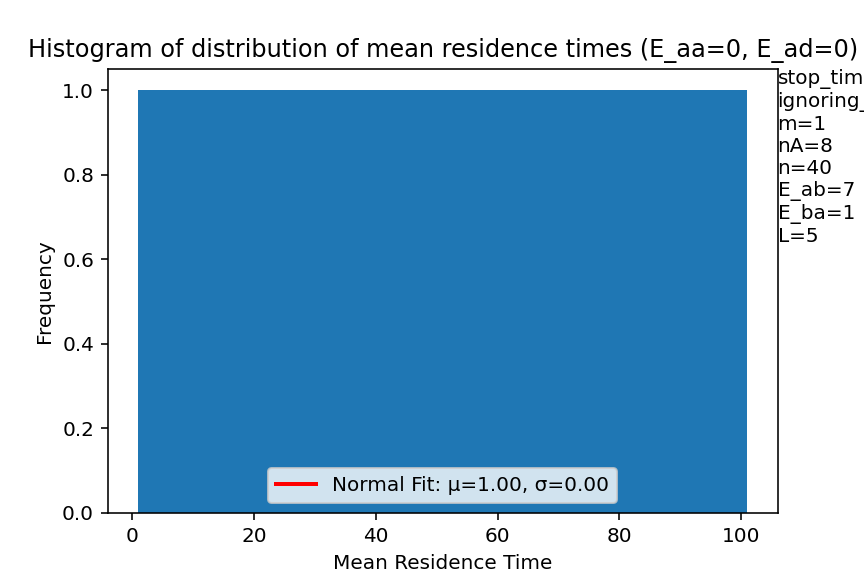 Histogram of distribution of mean residence times (E_aa=0, E_ad=0)
stop_tim
ignoring_
m=1
nA=8
n=40
E_ab=7
E_ba=1
L=5
1.0
0.8
0.6
0.4
0.2
0.0
Frequency
Normal Fit: μ=1.00, σ=0.00
0 20 40 60 80 100
Mean Residence Time